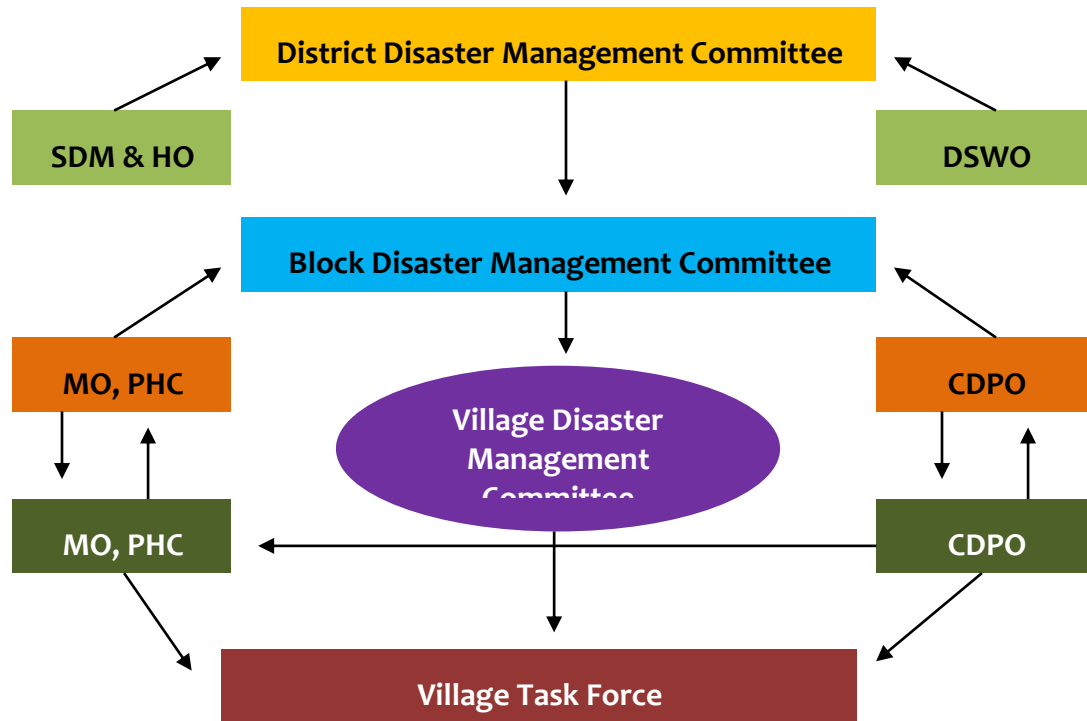 District Disaster Management Committee
SDM & HO
DSWO
Block Disaster Management Committee
MO, PHC
CDPO
Village Disaster
Management
Committee
MO, PHC
CDPO
Village Task Force